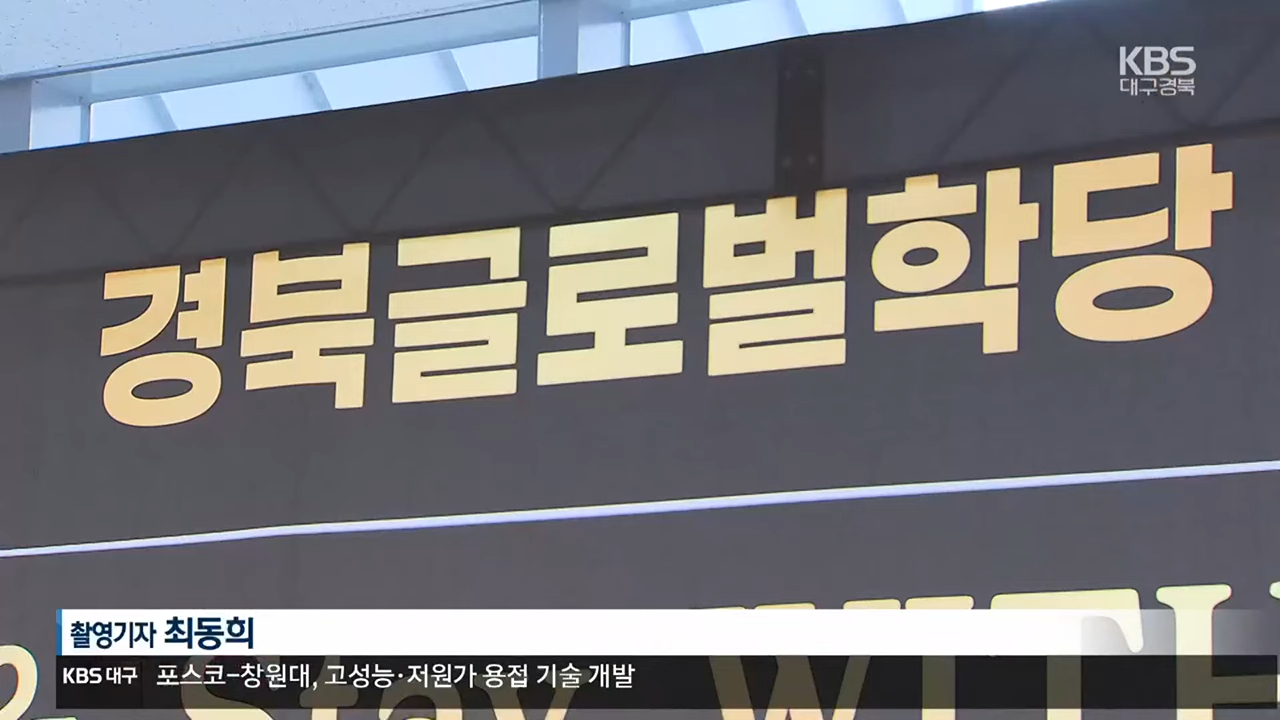 KBS
대구경북
경북글로벌학당
& Stay WITH
촬영기자 최동희
KBS 대구 포스코-창원대, 고성능·저원가 용접 기술 개발